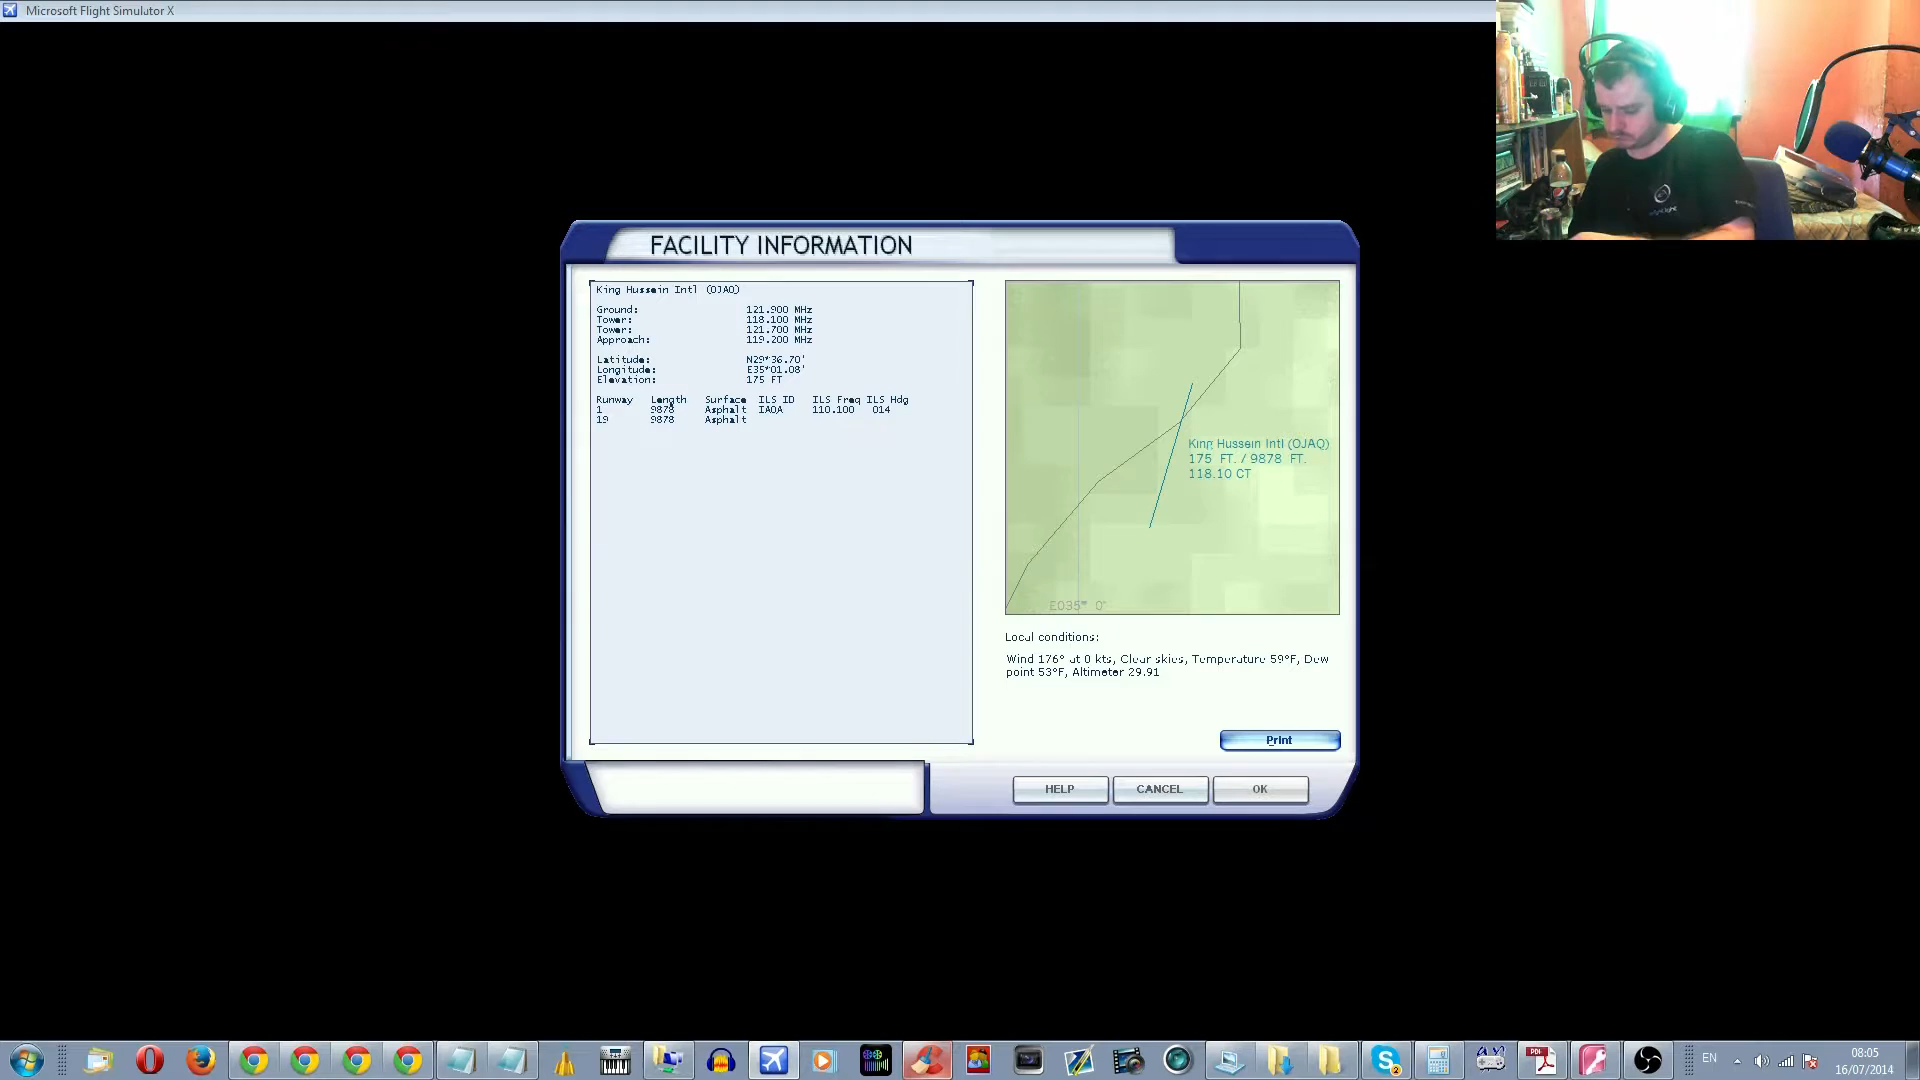 Microsoft Flight Simulator X
FACILITY INFORMATION
King Hussein Intl (OJAQ)
Ground: 121.900 MHz
Tower: 118.100 MHz
Tower: 121.700 MHz
Approach: 119.200 MHz
Latitude: N29*36.70'
Longitude: E35*01.08'
Elevation: 175 FT
Runway Length Surface ILS ID ILS Freq ILS Hdg
1 9878 Asphalt IAQA 110.100 014
19 9878 Asphalt
King Hussein Intl (OJAQ)
175 FT. / 9878 FT.
118.10 CT
E035° 0'
Local conditions:
Wind 176° at 0 kts, Clear skies, Temperature 59°F, Dew
point 53°F, Altimeter 29.91
Print
HELP CANCEL OK
EN
08:05
16/07/2014